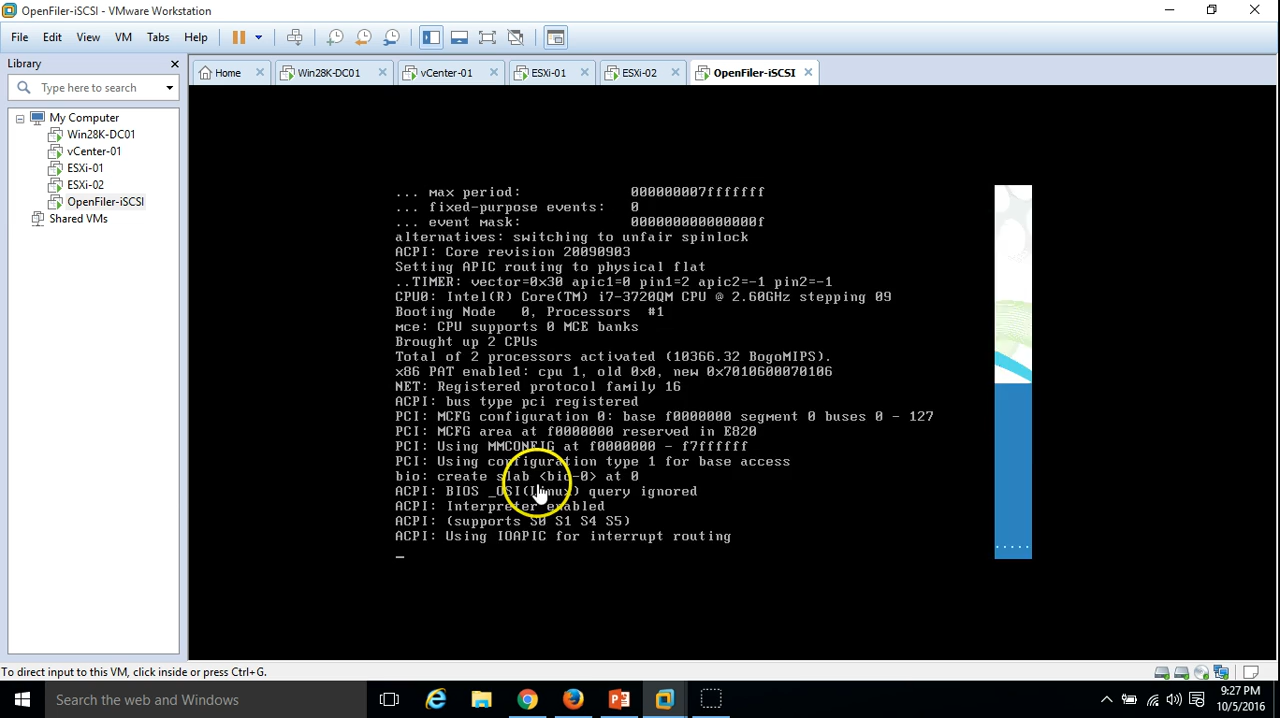 OpenFiler-iSCSI - VMware Workstation
File Edit View VM Tabs Help
Library
Type here to search
My Computer
Win28K-DC01
vCenter-01
ESXi-01
ESXi-02
OpenFiler-iSCSI
Shared VMs
Home Win28K-DC01 vCenter-01 ESXi-01 ESXi-02 OpenFiler-iSCSI
... max period: 000000007fffffff
... fixed-purpose events: 0
... event mask: 000000000000000f
alternatives: switching to unfair spinlock
ACPI: Core revision 20090903
Setting APIC routing to physical flat
..TIMER: vector=0x30 apic1=0 pin1=2 apic2=-1 pin2=-1
CPU0: Intel(R) Core(TM) i7-3720QM CPU @ 2.60GHz stepping 09
Booting Node 0, Processors #1
mce: CPU supports 0 MCE banks
Brought up 2 CPUs
Total of 2 processors activated (10366.32 BogoMIPS).
x86 PAT enabled: cpu 1, old 0x0, new 0x7010600070106
NET: Registered protocol family 16
ACPI: bus type pci registered
PCI: MCFG configuration 0: base f0000000 segment 0 buses 0 - 127
PCI: MCFG area at f0000000 reserved in E820
PCI: Using MMCONFIG at f0000000 - f7ffffff
PCI: Using configuration type 1 for base access
bio: create slab <bio-0> at 0
ACPI: BIOS _OSI(Linux) query ignored
ACPI: Interpreter enabled
ACPI: (supports S0 S1 S4 S5)
ACPI: Using IOAPIC for interrupt routing
To direct input to this VM, click inside or press Ctrl+G.
Search the web and Windows
9:27 PM
10/5/2016